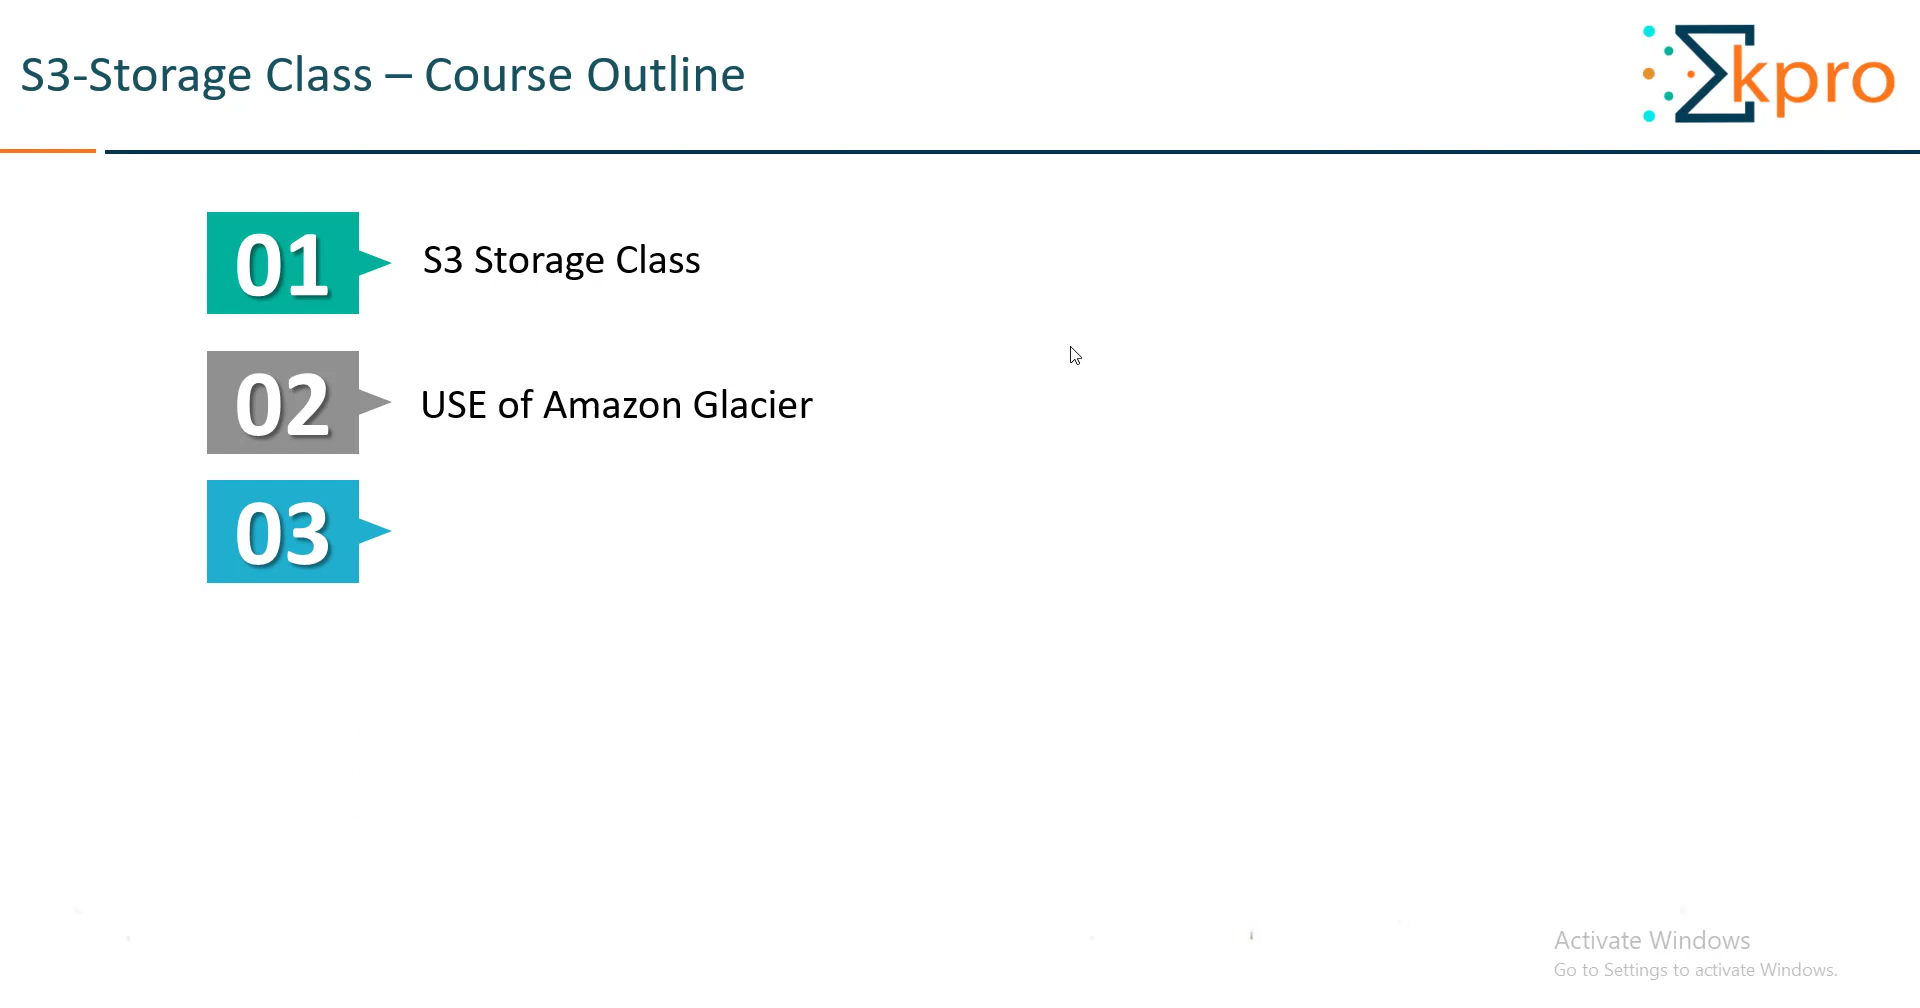 S3-Storage Class – Course Outline
kpro
01
S3 Storage Class
02
USE of Amazon Glacier
03
Activate Windows
Go to Settings to activate Windows.